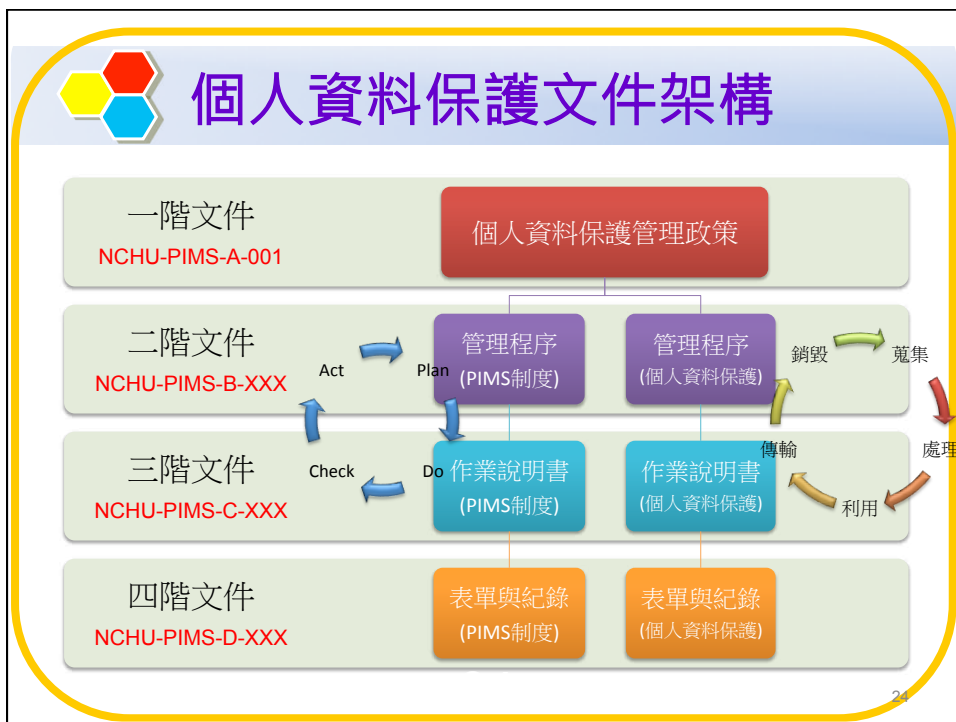 個人資料保護文件架構
一階文件
NCHU-PIMS-A-001
個人資料保護管理政策
二階文件
NCHU-PIMS-B-XXX
Act
Plan
管理程序
(PIMS制度)
管理程序
(個人資料保護)
銷毀
蒐集
三階文件
NCHU-PIMS-C-XXX
Check
Do
作業說明書
(PIMS制度)
作業說明書
(個人資料保護)
傳輸
處理
利用
四階文件
NCHU-PIMS-D-XXX
表單與紀錄
(PIMS制度)
表單與紀錄
(個人資料保護)
24